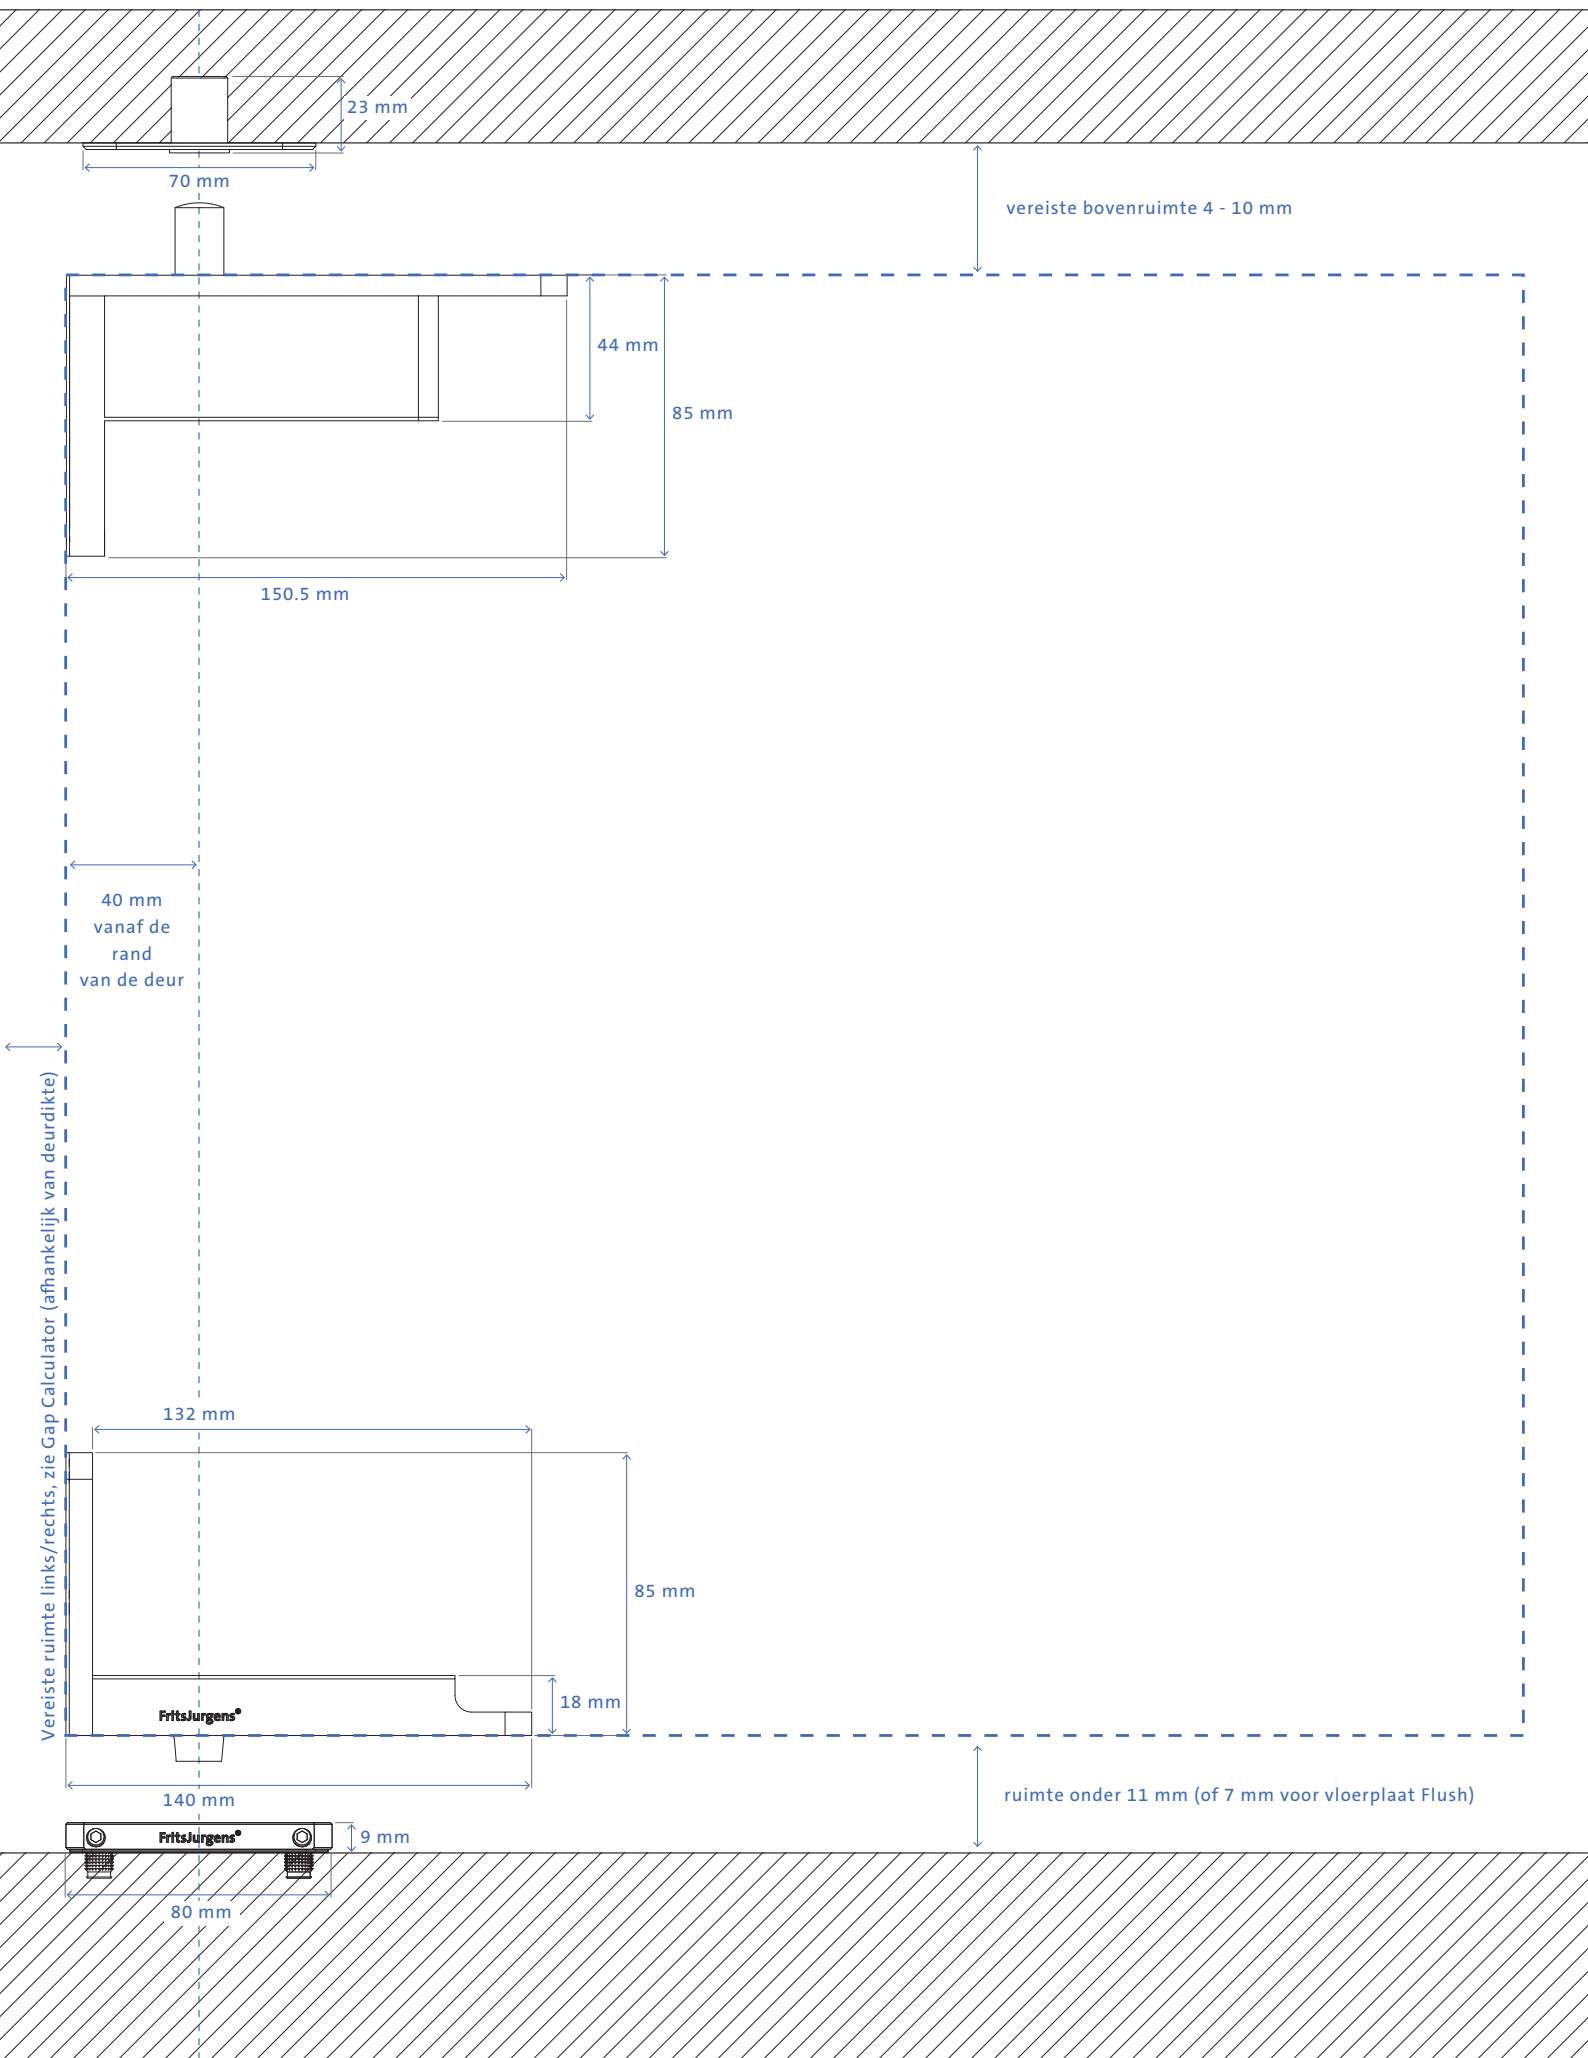 23 mm
70 mm
vereiste bovenruimte 4 - 10 mm
44 mm
85 mm
150.5 mm
40 mm
vanaf de
rand
van de deur
Vereiste ruimte links/rechts, zie Gap Calculator (afhankelijk van deurdikte)
132 mm
85 mm
18 mm
FritsJurgens®
140 mm
ruimte onder 11 mm (of 7 mm voor vloerplaat Flush)
FritsJurgens®
9 mm
80 mm